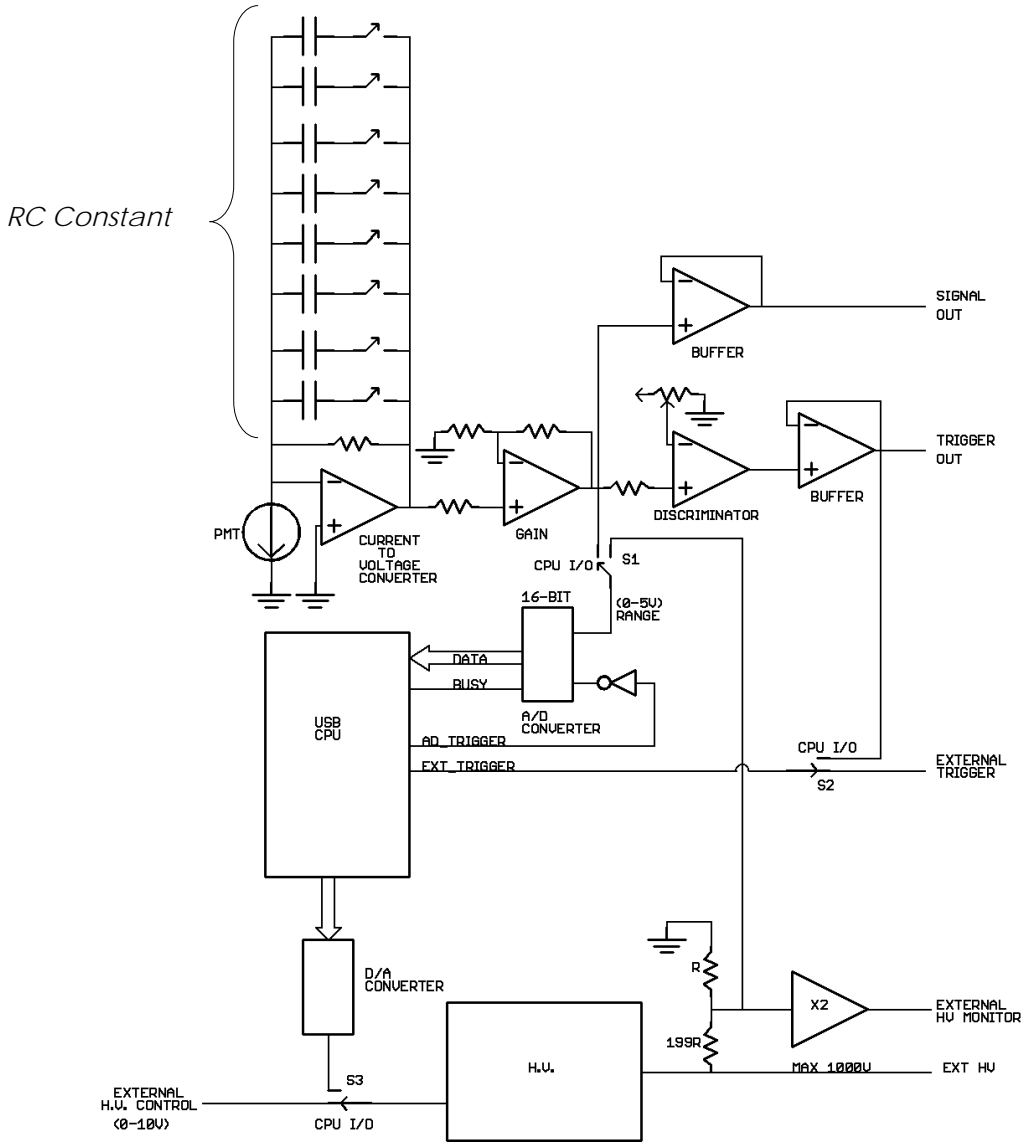 RC Constant
SIGNAL
OUT
BUFFER
TRIGGER
OUT
BUFFER
DISCRIMINATOR
GAIN
PMT
CURRENT
TO
VOLTAGE
CONVERTER
CPU I/O
S1
16-BIT
(0-5V)
RANGE
DATA
BUSY
A/D
CONVERTER
USB
CPU
AD_TRIGGER
EXT_TRIGGER
CPU I/O
S2
EXTERNAL
TRIGGER
D/A
CONVERTER
R
199R
X2
EXTERNAL
HV MONITOR
H.V.
MAX 1000V
EXT HV
S3
EXTERNAL
H.V. CONTROL
(0-10V)
CPU I/O